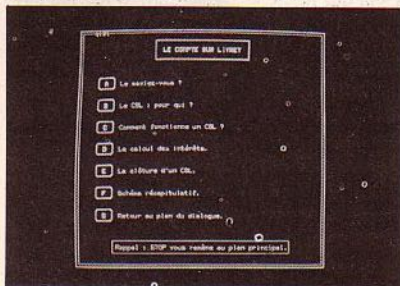 LE COMPTE SUR LIVRET
A Le saviez-vous ?
B Le CSL : pour qui ?
C Comment fonctionne un CSL ?
D Le calcul des intérêts.
E La clôture d'un CSL.
F Schéma récapitulatif.
G Retour au plan du dialogue.
Rappel : STOP vous ramène au plan principal.